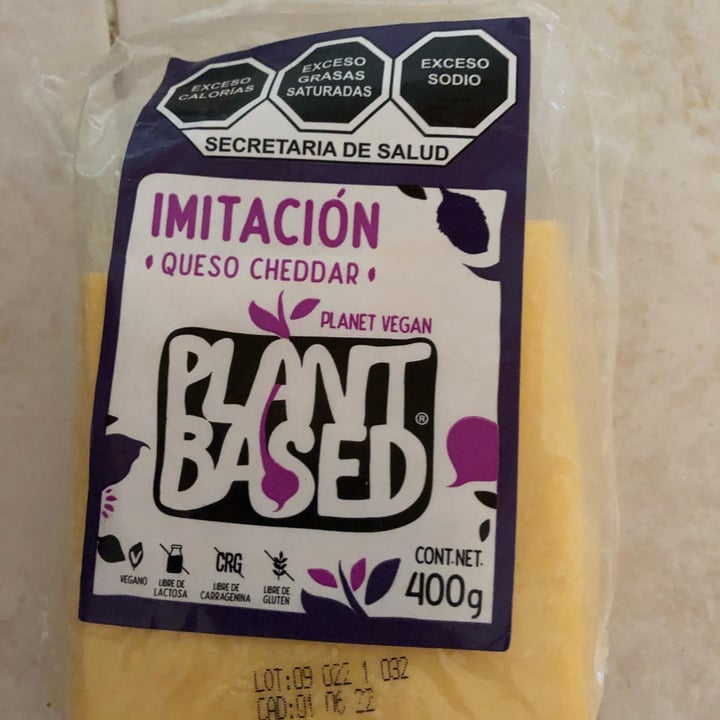 EXCESO
CALORÍAS
EXCESO
GRASAS
SATURADAS
EXCESO
SODIO
SECRETARIA DE SALUD
IMITACIÓN
QUESO CHEDDAR
PLANET VEGAN
PLANT
BASED®
VEGANO
LIBRE DE
LACTOSA
CRG
LIBRE DE
CARRAGENINA
LIBRE DE
GLUTEN
CONT. NET.
400g
LOT:09 022 1 032
CAD:01 06 22